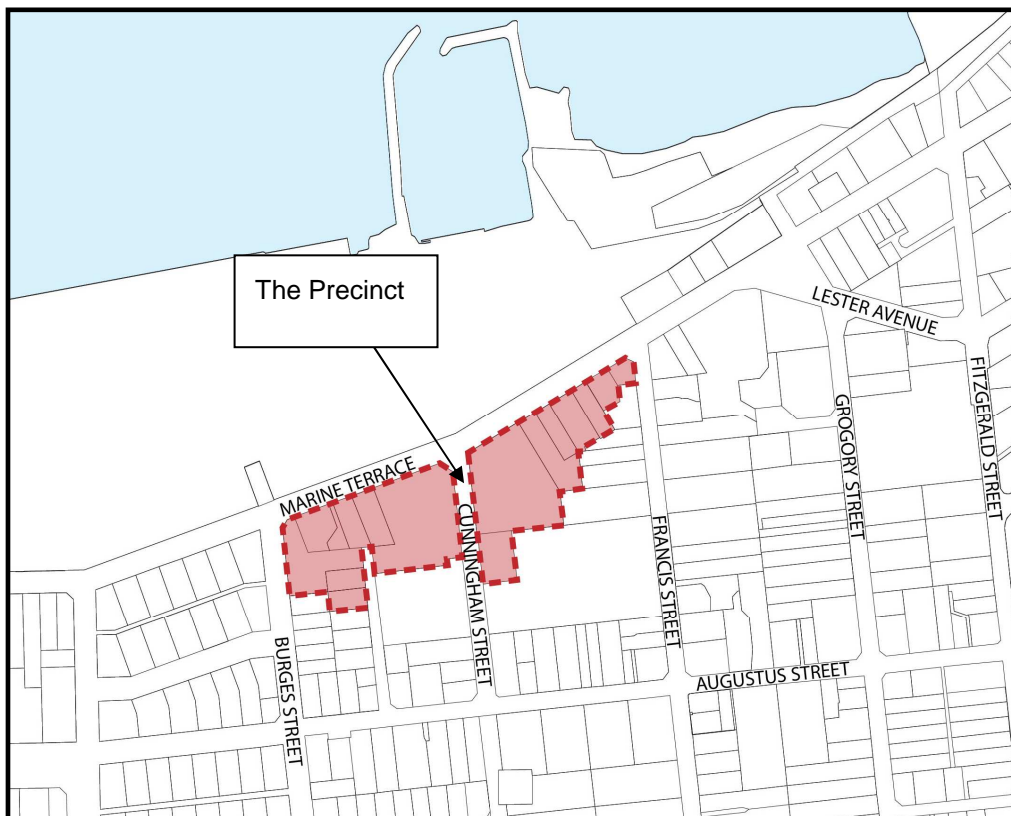 The Precinct
LESTER AVENUE
FITZGERALD STREET
GROGORY STREET
MARINE TERRACE
CUNNINGHAM STREET
FRANCIS STREET
BURGES STREET
AUGUSTUS STREET